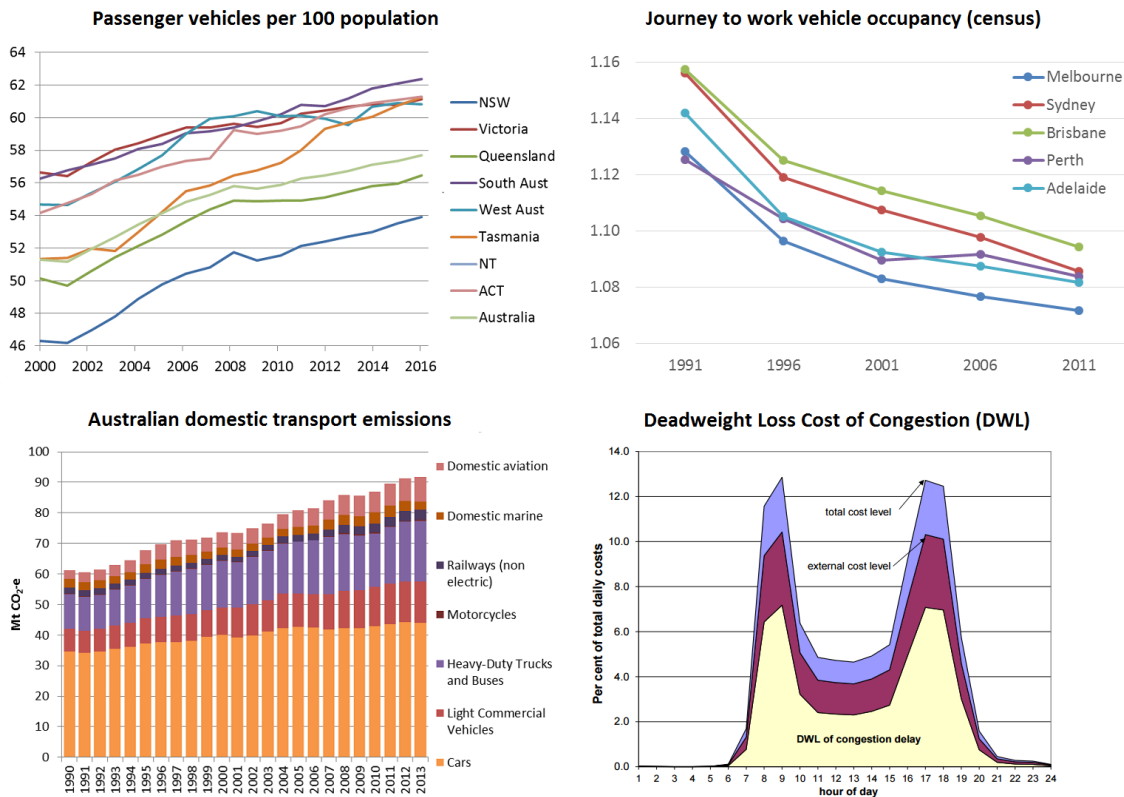 Passenger vehicles per 100 population
64
62
60
58
56
54
52
50
48
46
2000 2002 2004 2006 2008 2010 2012 2014 2016
NSW
Victoria
Queensland
South Aust
West Aust
Tasmania
NT
ACT
Australia
Journey to work vehicle occupancy (census)
1.16
1.14
1.12
1.10
1.08
1.06
1991 1996 2001 2006 2011
Melbourne
Sydney
Brisbane
Perth
Adelaide
Australian domestic transport emissions
Mt CO₂-e
100
90
80
70
60
50
40
30
20
10
0
1990 1991 1992 1993 1994 1995 1996 1997 1998 1999 2000 2001 2002 2003 2004 2005 2006 2007 2008 2009 2010 2011 2012 2013
Domestic aviation
Domestic marine
Railways (non
electric)
Motorcycles
Heavy-Duty Trucks
and Buses
Light Commercial
Vehicles
Cars
Deadweight Loss Cost of Congestion (DWL)
Per cent of total daily costs
14.0
12.0
10.0
8.0
6.0
4.0
2.0
0.0
total cost level
external cost level
DWL of congestion delay
1 2 3 4 5 6 7 8 9 10 11 12 13 14 15 16 17 18 19 20 21 22 23 24
hour of day